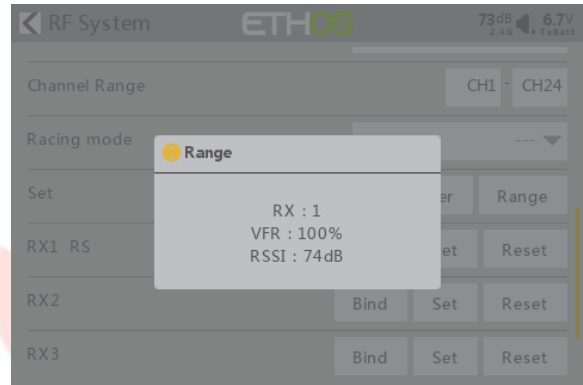 RF System ETHOS 73dB 6.7V
2.4G TxBatt
Channel Range CH1 - CH24
Racing mode ---
Range
Set er Range
RX : 1
VFR : 100%
RX1 RS et Reset
RSSI : 74dB
RX2 Bind Set Reset
RX3 Bind Set Reset